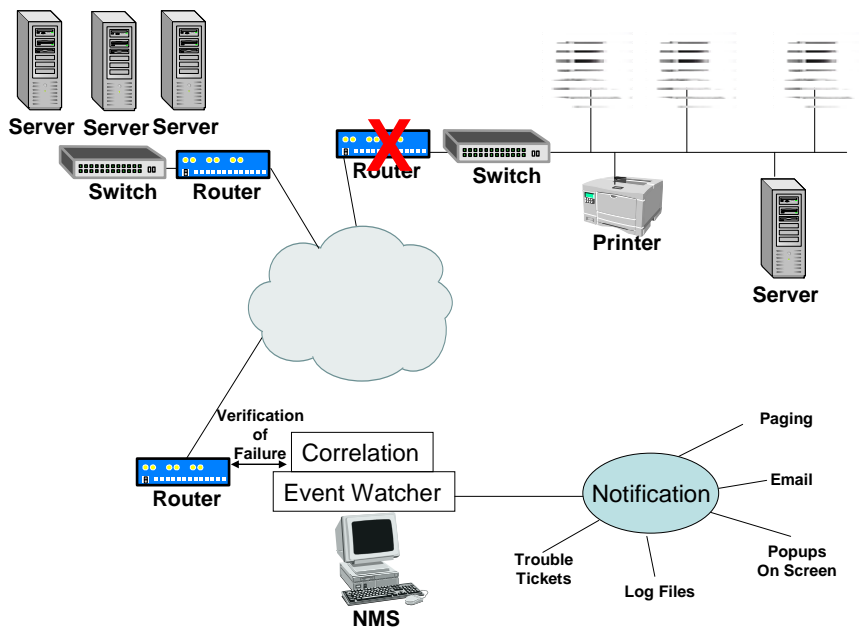 Server
Server
Server
Switch
Router
Router
Switch
Printer
Server
Verification
of
Failure
Router
Correlation
Event Watcher
NMS
Notification
Paging
Email
Popups
On Screen
Log Files
Trouble
Tickets